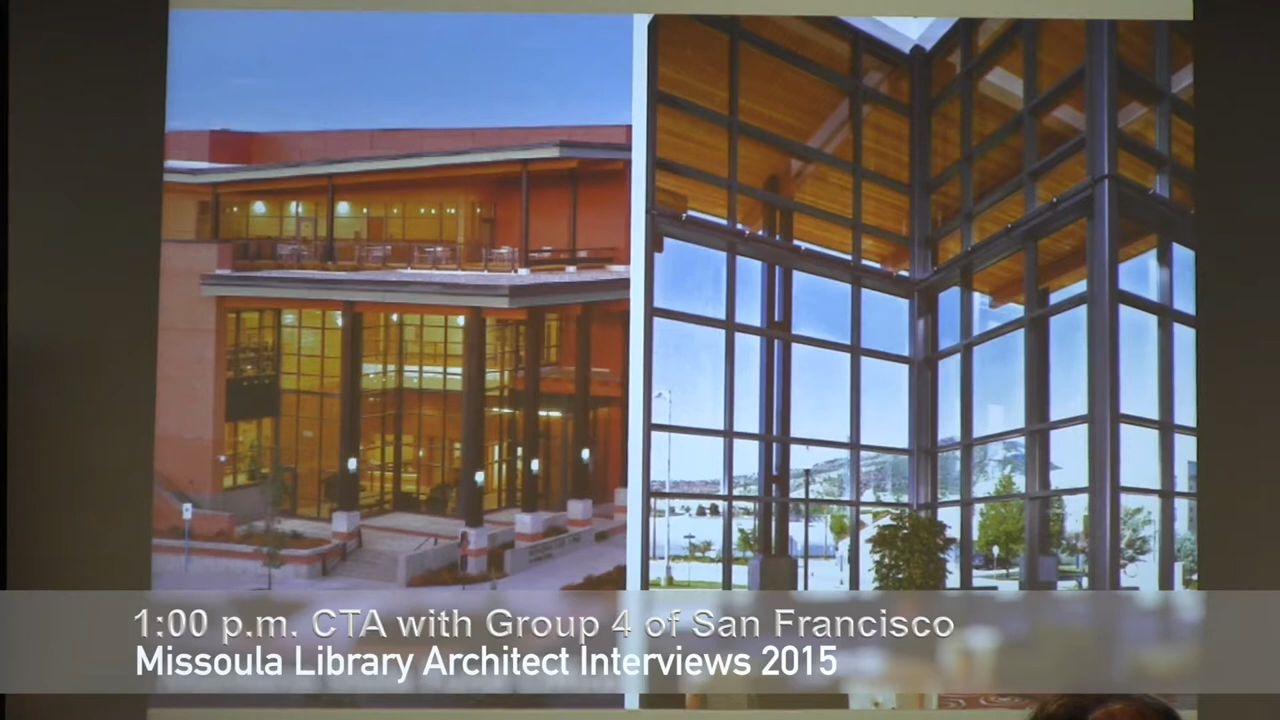 1:00 p.m. CTA with Group 4 of San Francisco
Missoula Library Architect Interviews 2015